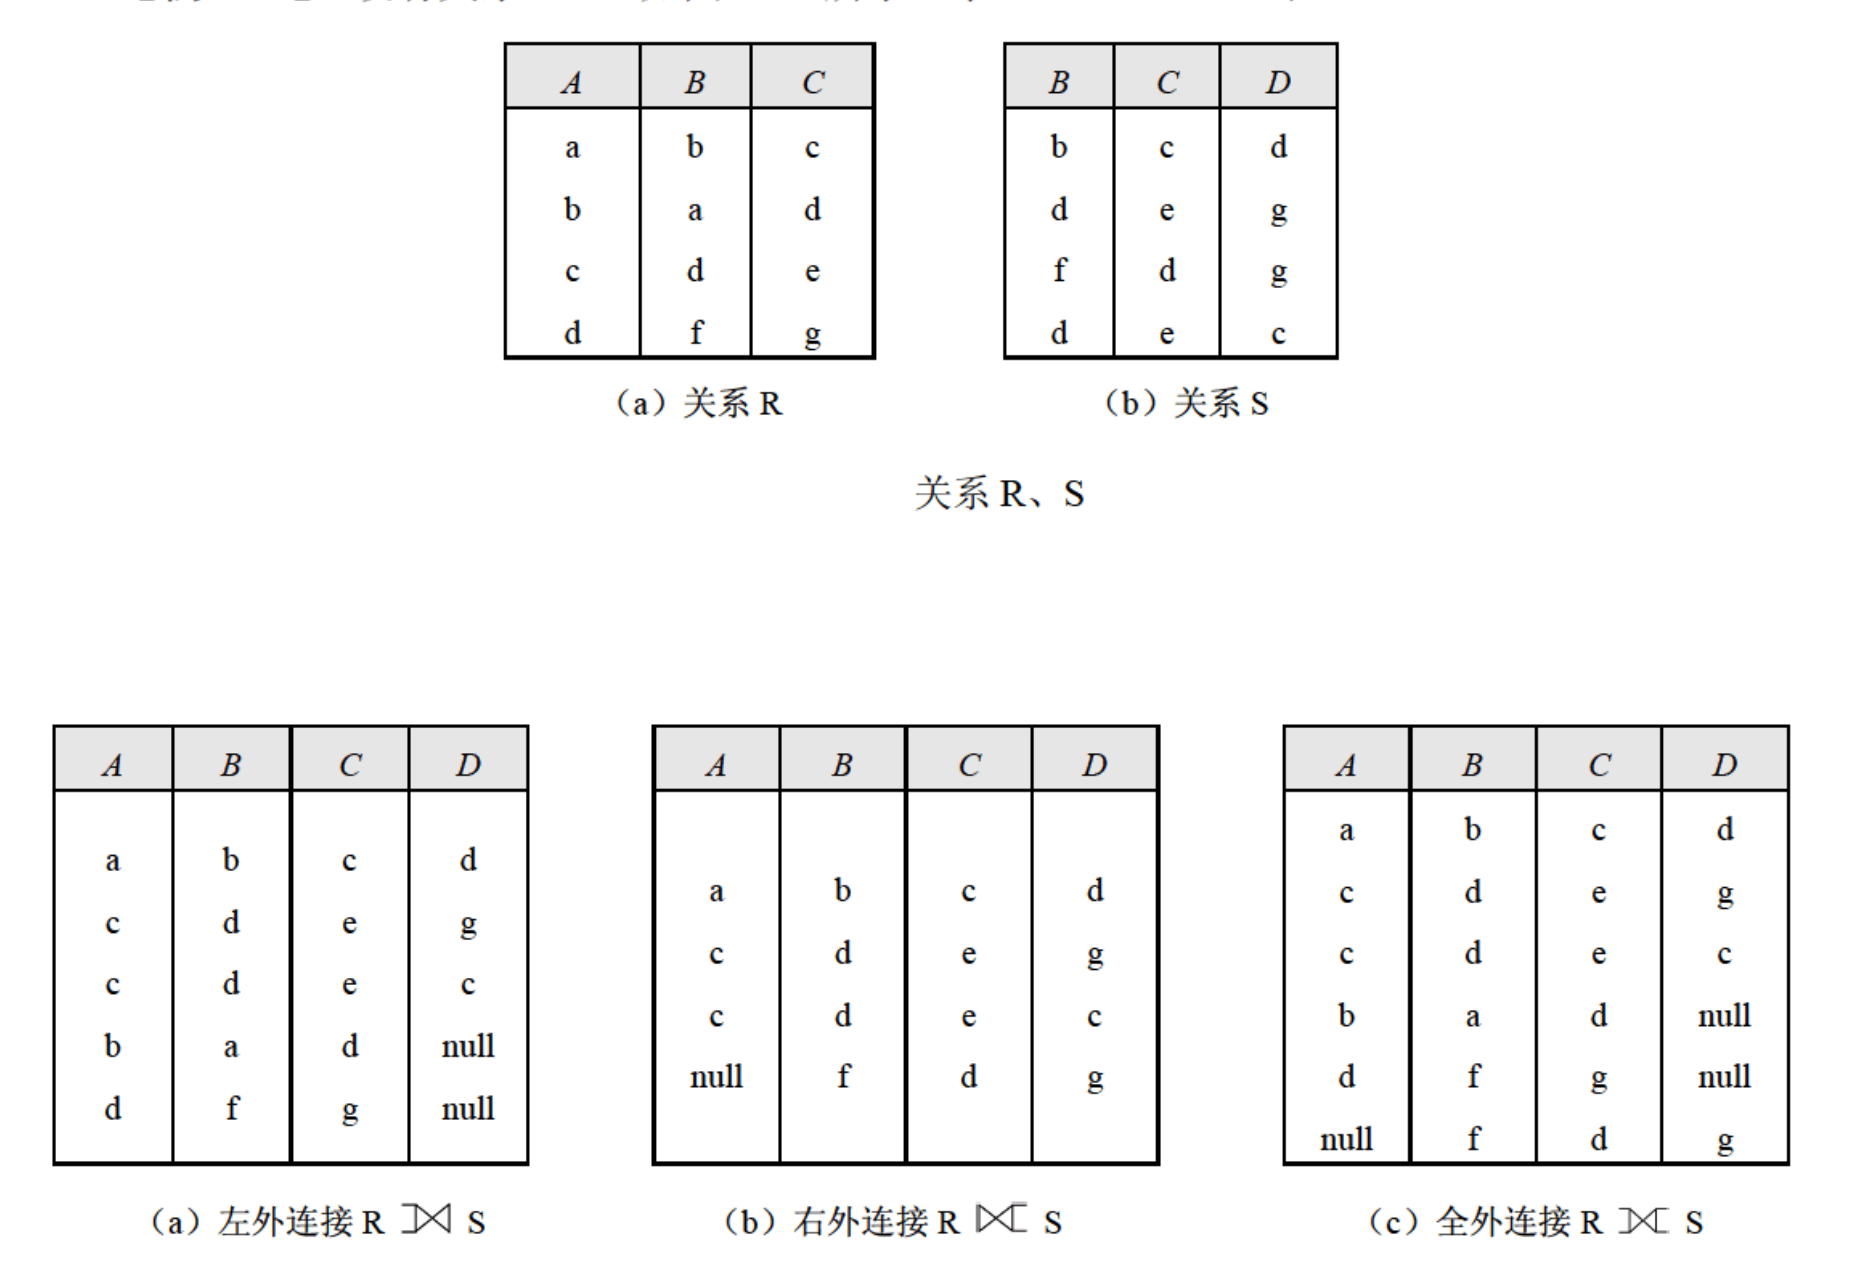 A B C B C D
a b c b c d
b a d d e g
c d e f d g
d f g d e c
（a）关系 R （b）关系 S
关系 R、S
A B C D A B C D A B C D
a b c d
a b c d
a b c d
c d e g
c d e g
c d e g
c d e c
c d e c
c d e c
b a d null
b a d null
null f d g
d f g null
d f g null
null f d g
（a）左外连接 R ⟕ S （b）右外连接 R ⟖ S （c）全外连接 R ⟗ S